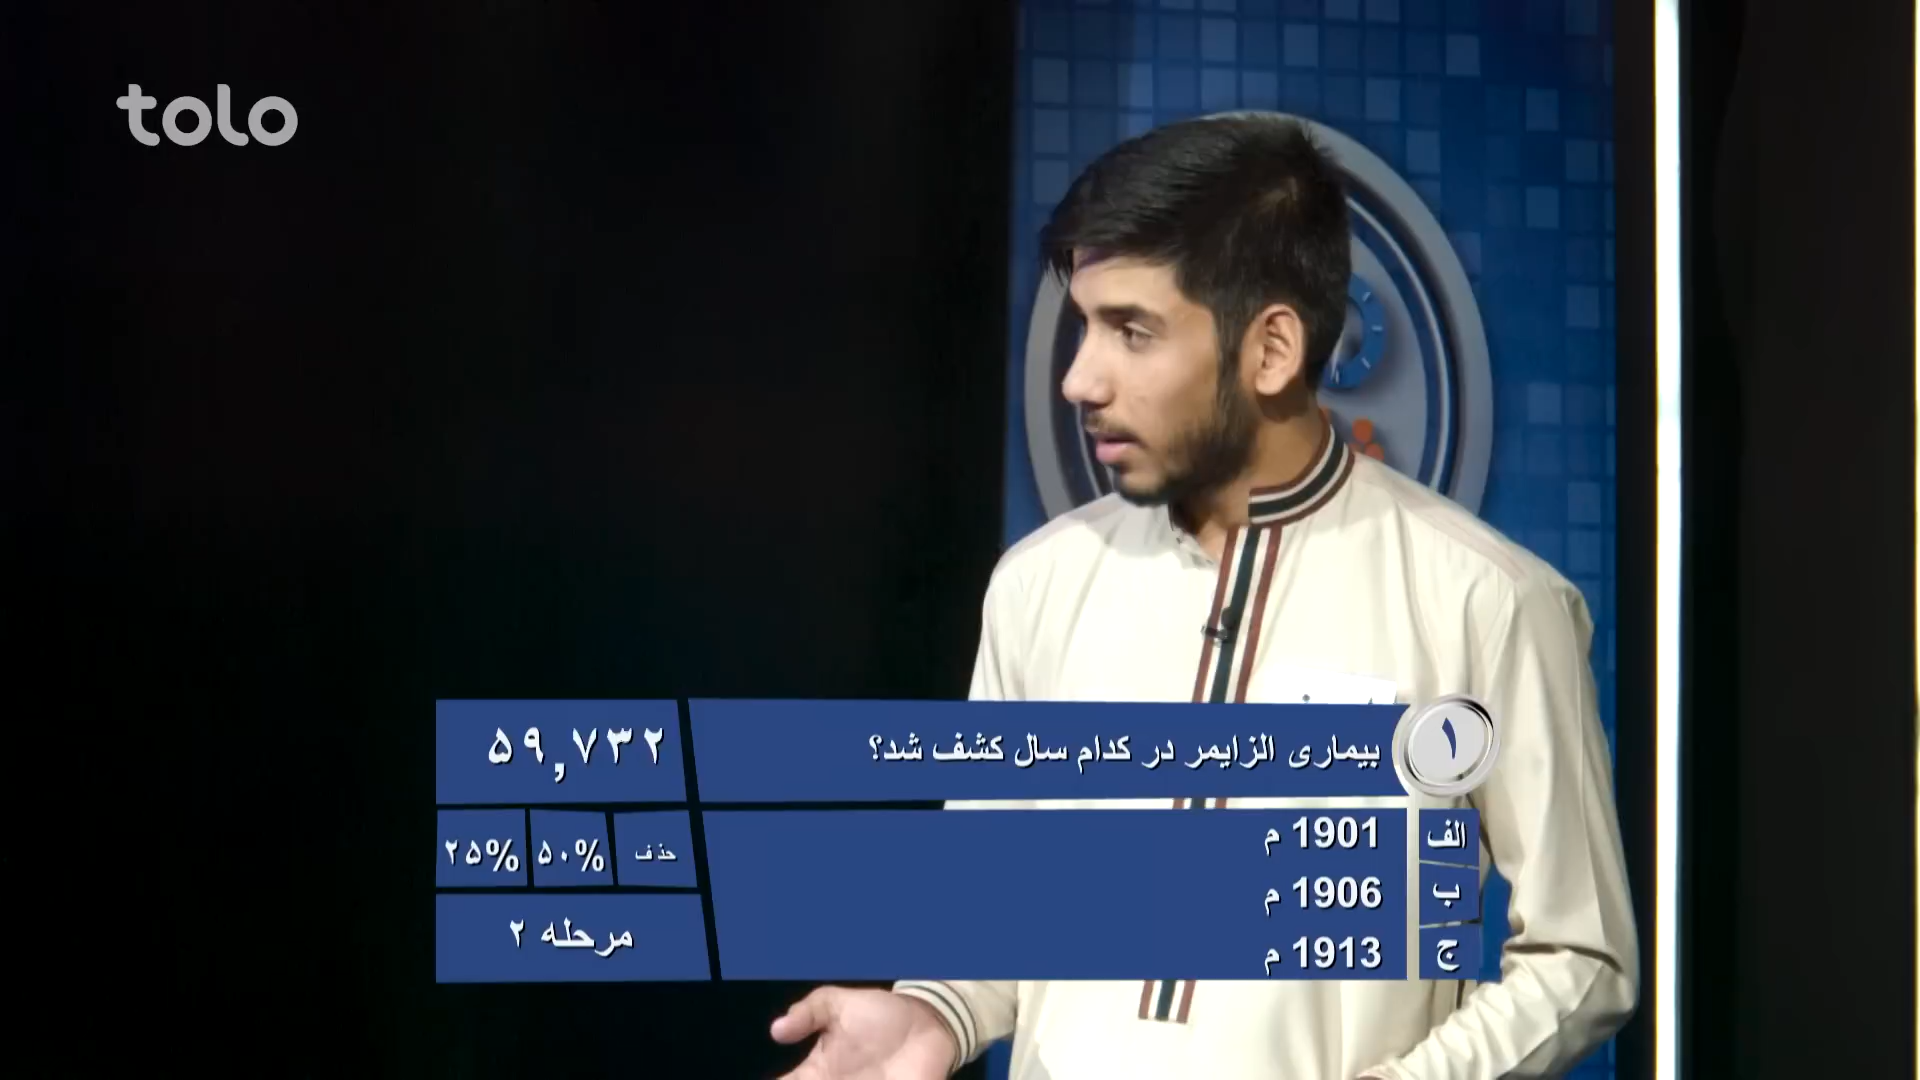 tolo
۱
بیماری الزایمر در کدام سال کشف شد؟
۵۹,۷۳۲
الف 1901 م
ب 1906 م
ج 1913 م
حذف ۵۰% ۲۵%
مرحله ۲